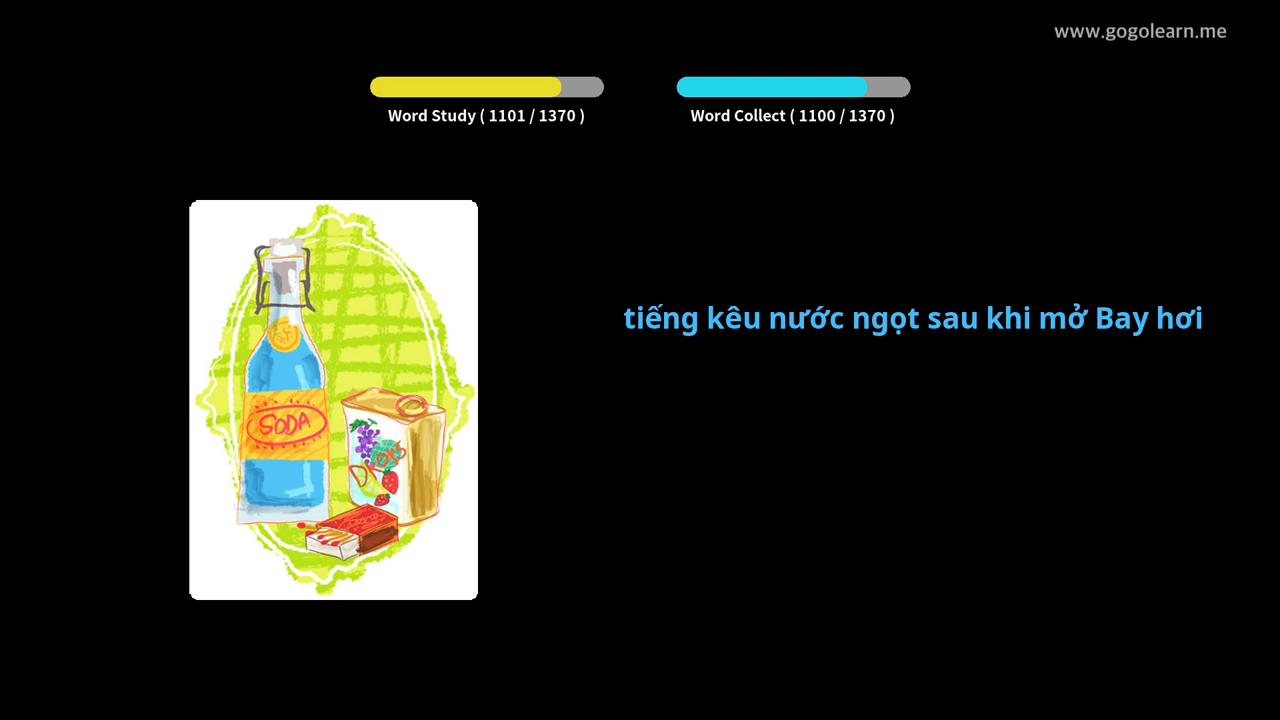 www.gogolearn.me
Word Study ( 1101 / 1370 )
Word Collect ( 1100 / 1370 )
tiếng kêu nước ngọt sau khi mở Bay hơi
SODA
Drops